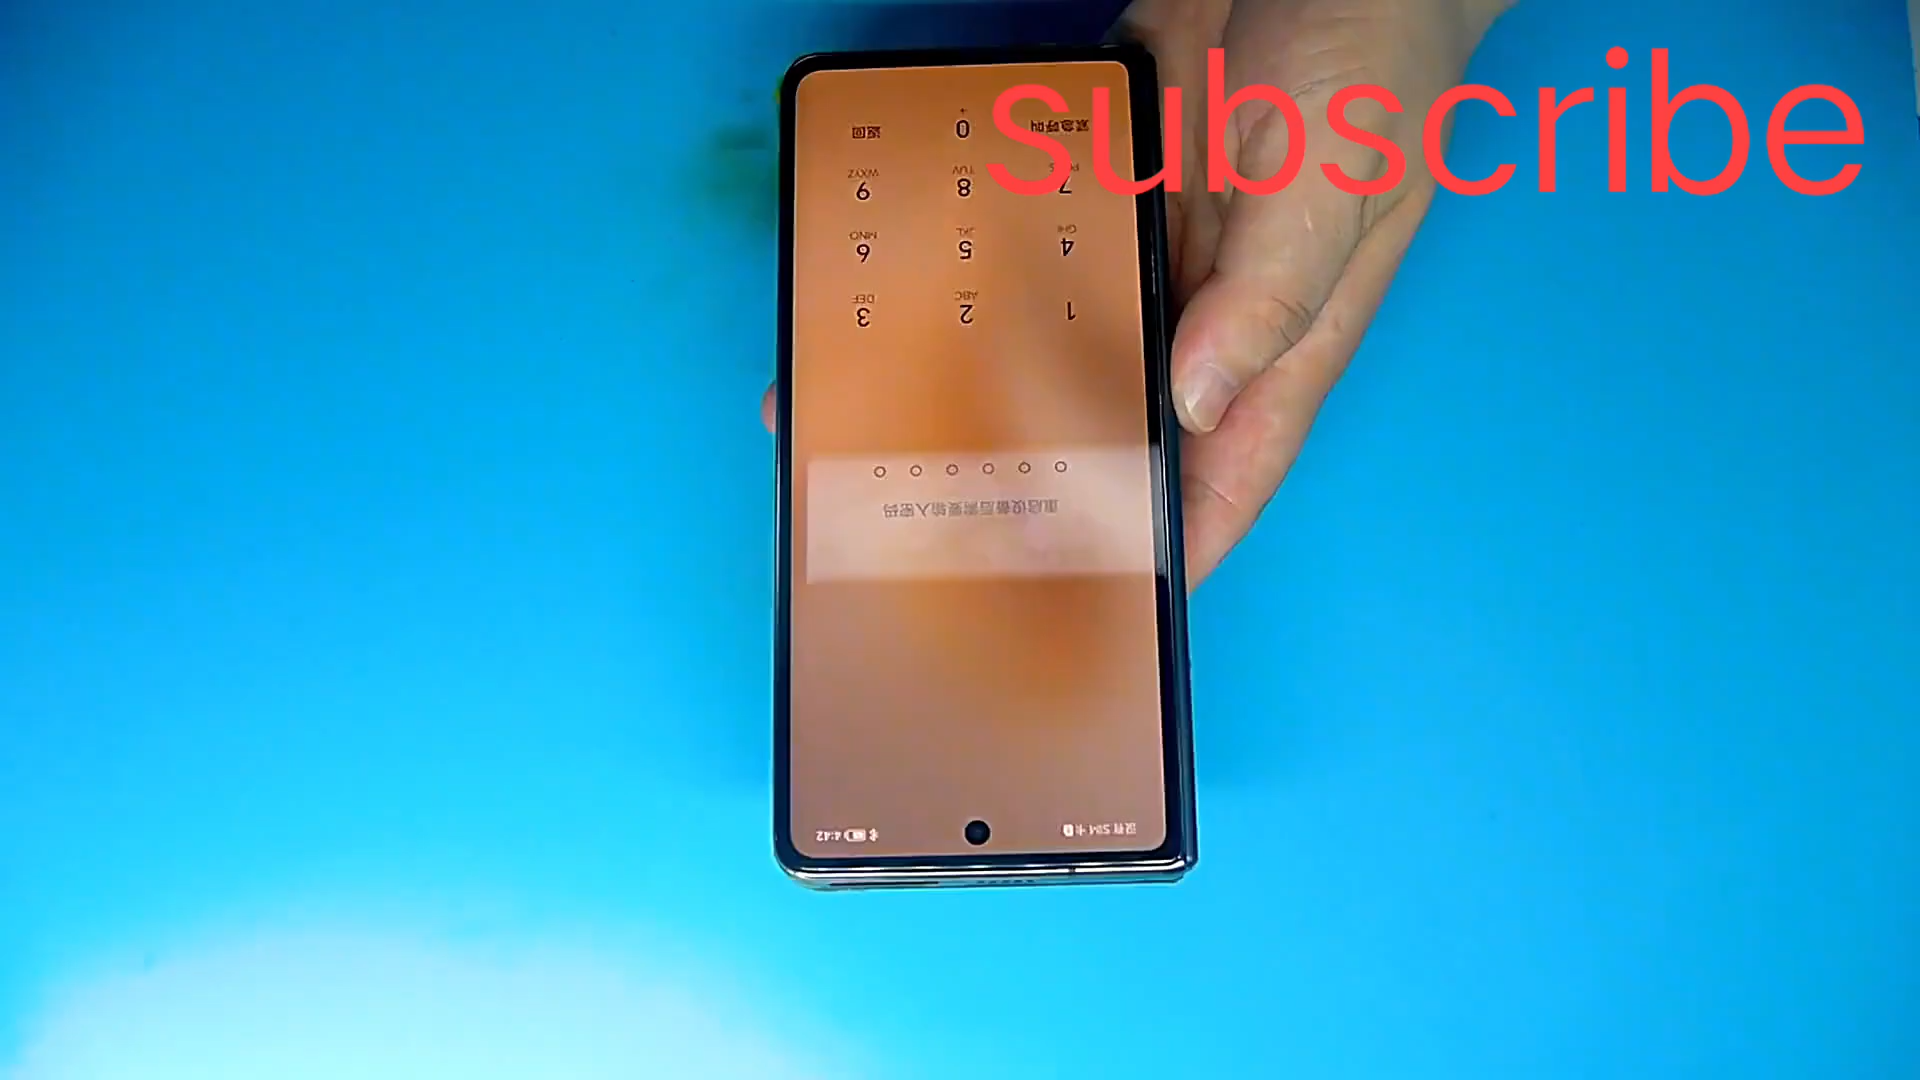 subscribe
没有 SIM 卡
4:42
重启设备后需要输入密码
1
2 ABC
3 DEF
4 GHI
5 JKL
6 MNO
7
8 TUV
9 WXYZ
紧急呼叫
0 +
返回